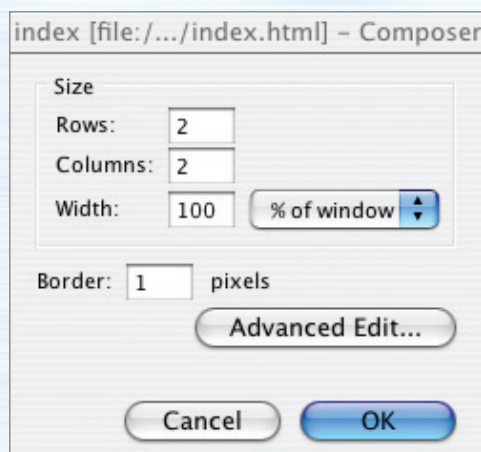 index [file:/.../index.html] – Composer
Size
Rows: 2
Columns: 2
Width: 100 % of window
Border: 1 pixels
Advanced Edit...
Cancel OK